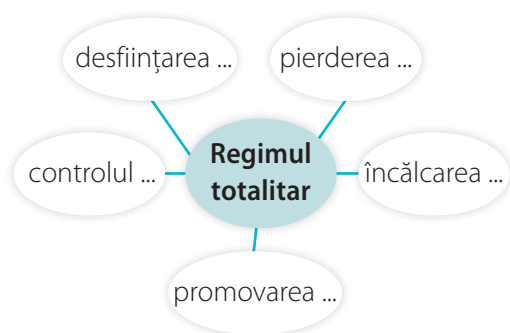 desființarea ...
pierderea ...
Regimul
totalitar
controlul ...
încălcarea ...
promovarea ...